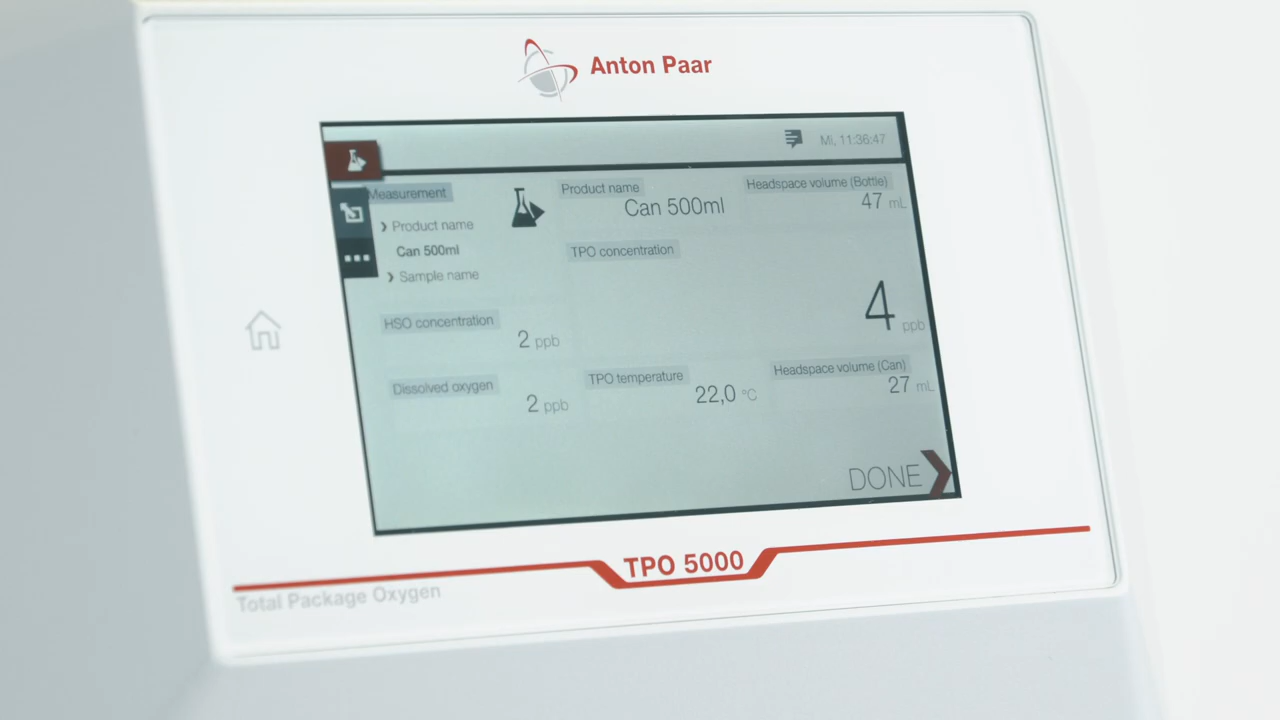 Anton Paar
Mi, 11:36:47
Measurement
Product name
Can 500ml
Sample name
Product name
Can 500ml
Headspace volume (Bottle)
47 mL
TPO concentration
4 ppb
HSO concentration
2 ppb
Dissolved oxygen
2 ppb
TPO temperature
22,0 °C
Headspace volume (Can)
27 mL
DONE
TPO 5000
Total Package Oxygen